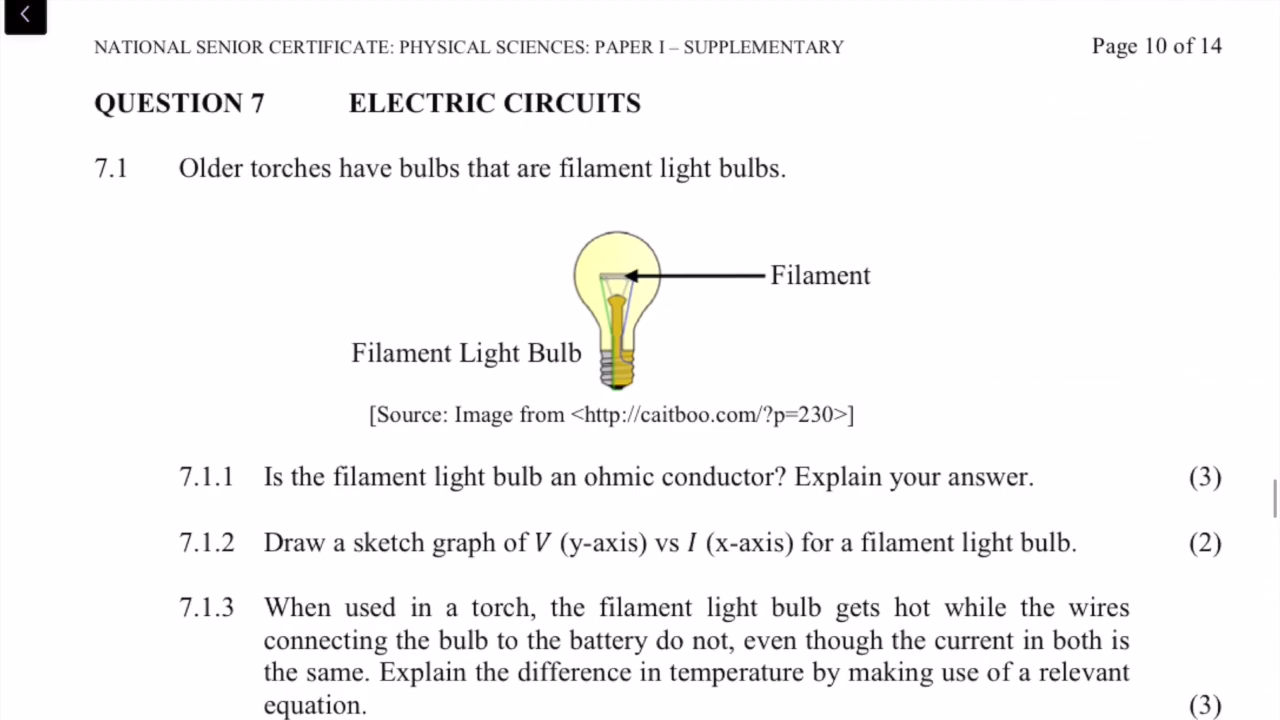 NATIONAL SENIOR CERTIFICATE: PHYSICAL SCIENCES: PAPER I – SUPPLEMENTARY Page 10 of 14
QUESTION 7 ELECTRIC CIRCUITS
7.1 Older torches have bulbs that are filament light bulbs.
Filament
Filament Light Bulb
[Source: Image from <http://caitboo.com/?p=230>]
7.1.1 Is the filament light bulb an ohmic conductor? Explain your answer. (3)
7.1.2 Draw a sketch graph of V (y-axis) vs I (x-axis) for a filament light bulb. (2)
7.1.3 When used in a torch, the filament light bulb gets hot while the wires
connecting the bulb to the battery do not, even though the current in both is
the same. Explain the difference in temperature by making use of a relevant
equation. (3)